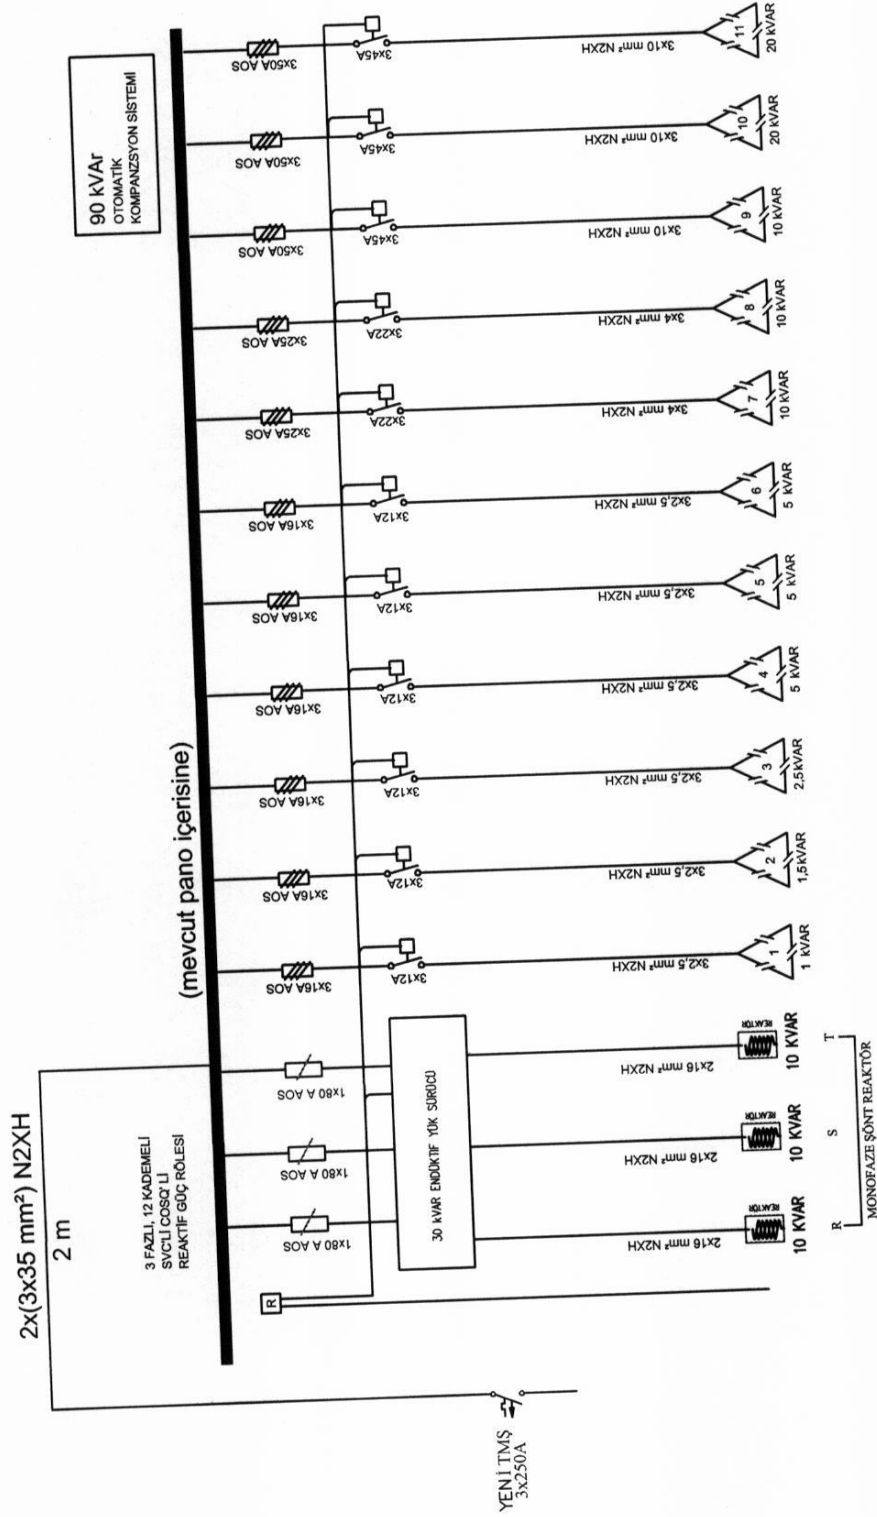 2x(3x35 mm²) N2XH
2 m
(mevcut pano içerisine)
90 kVAr
OTOMATİK
KOMPANZSYON SİSTEMİ
3 FAZLI, 12 KADEMELİ
SVC'Lİ COSQ' Lİ
REAKTİF GÜÇ RÖLESİ
R
YENİ TMŞ
3x250A
1x80 A AOS
1x80 A AOS
1x80 A AOS
3x16A AOS
3x16A AOS
3x16A AOS
3x16A AOS
3x16A AOS
3x16A AOS
3x25A AOS
3x25A AOS
3x50A AOS
3x50A AOS
3x50A AOS
30 kVAR ENDÜKTİF YÜK SÜRÜCÜ
3x12A
3x12A
3x12A
3x12A
3x12A
3x12A
3x22A
3x22A
3x45A
3x45A
3x45A
2x16 mm² N2XH
2x16 mm² N2XH
2x16 mm² N2XH
3x2,5 mm² N2XH
3x2,5 mm² N2XH
3x2,5 mm² N2XH
3x2,5 mm² N2XH
3x2,5 mm² N2XH
3x2,5 mm² N2XH
3x4 mm² N2XH
3x4 mm² N2XH
3x10 mm² N2XH
3x10 mm² N2XH
3x10 mm² N2XH
REAKTÖR
10 KVAR
REAKTÖR
10 KVAR
REAKTÖR
10 KVAR
1
1 kVAR
2
1,5kVAR
3
2,5kVAR
4
5 kVAR
5
5 kVAR
6
5 kVAR
7
10 kVAR
8
10 kVAR
9
10 kVAR
10
20 kVAR
11
20 kVAR
R
S
T
MONOFAZE ŞÖNT REAKTÖR